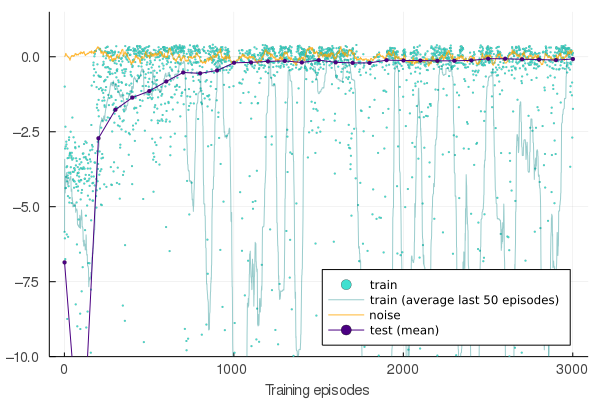 0.0
−2.5
−5.0
−7.5
−10.0
train
train (average last 50 episodes)
noise
test (mean)
0
1000
2000
3000
Training episodes